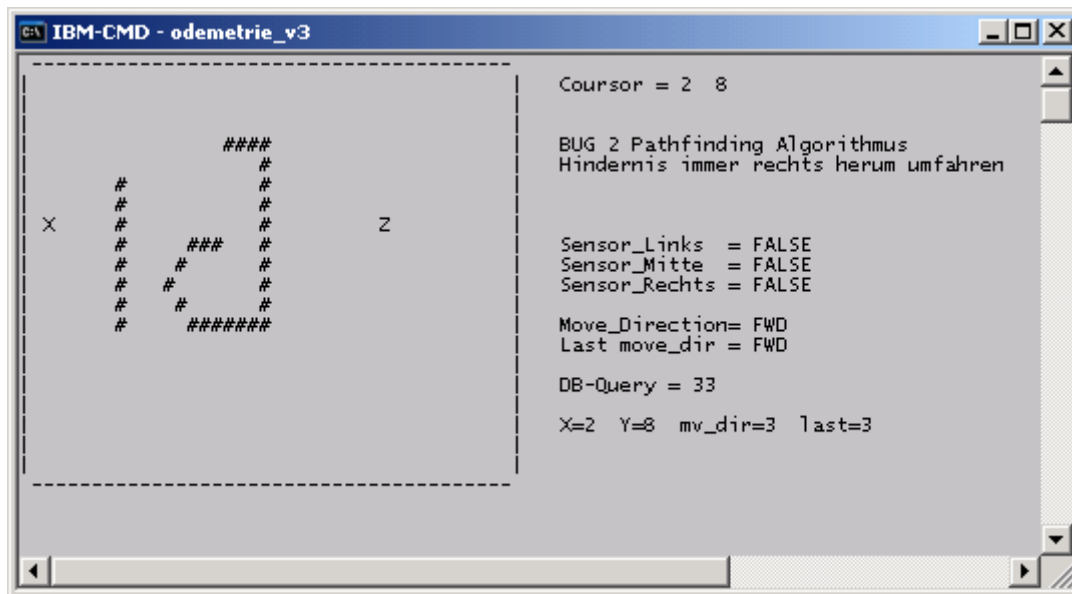 IBM-CMD - odemetrie_v3
----------------------------------------
Coursor = 2  8
####
BUG 2 Pathfinding Algorithmus
#
Hindernis immer rechts herum umfahren
#           #
#           #
X     #           #         Z
#     ###   #
Sensor_Links  = FALSE
#    #      #
Sensor_Mitte  = FALSE
#   #       #
Sensor_Rechts = FALSE
#    #      #
#     #######
Move_Direction= FWD
Last move_dir = FWD
DB-Query = 33
X=2  Y=8  mv_dir=3  last=3
----------------------------------------